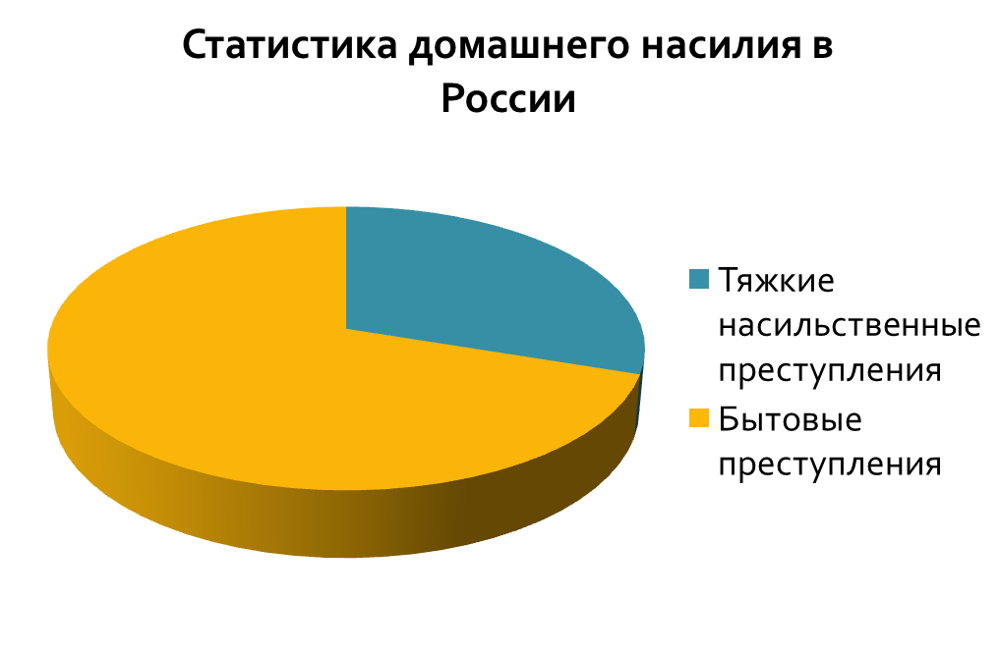 Статистика домашнего насилия в
России
Тяжкие
насильственные
преступления
Бытовые
преступления